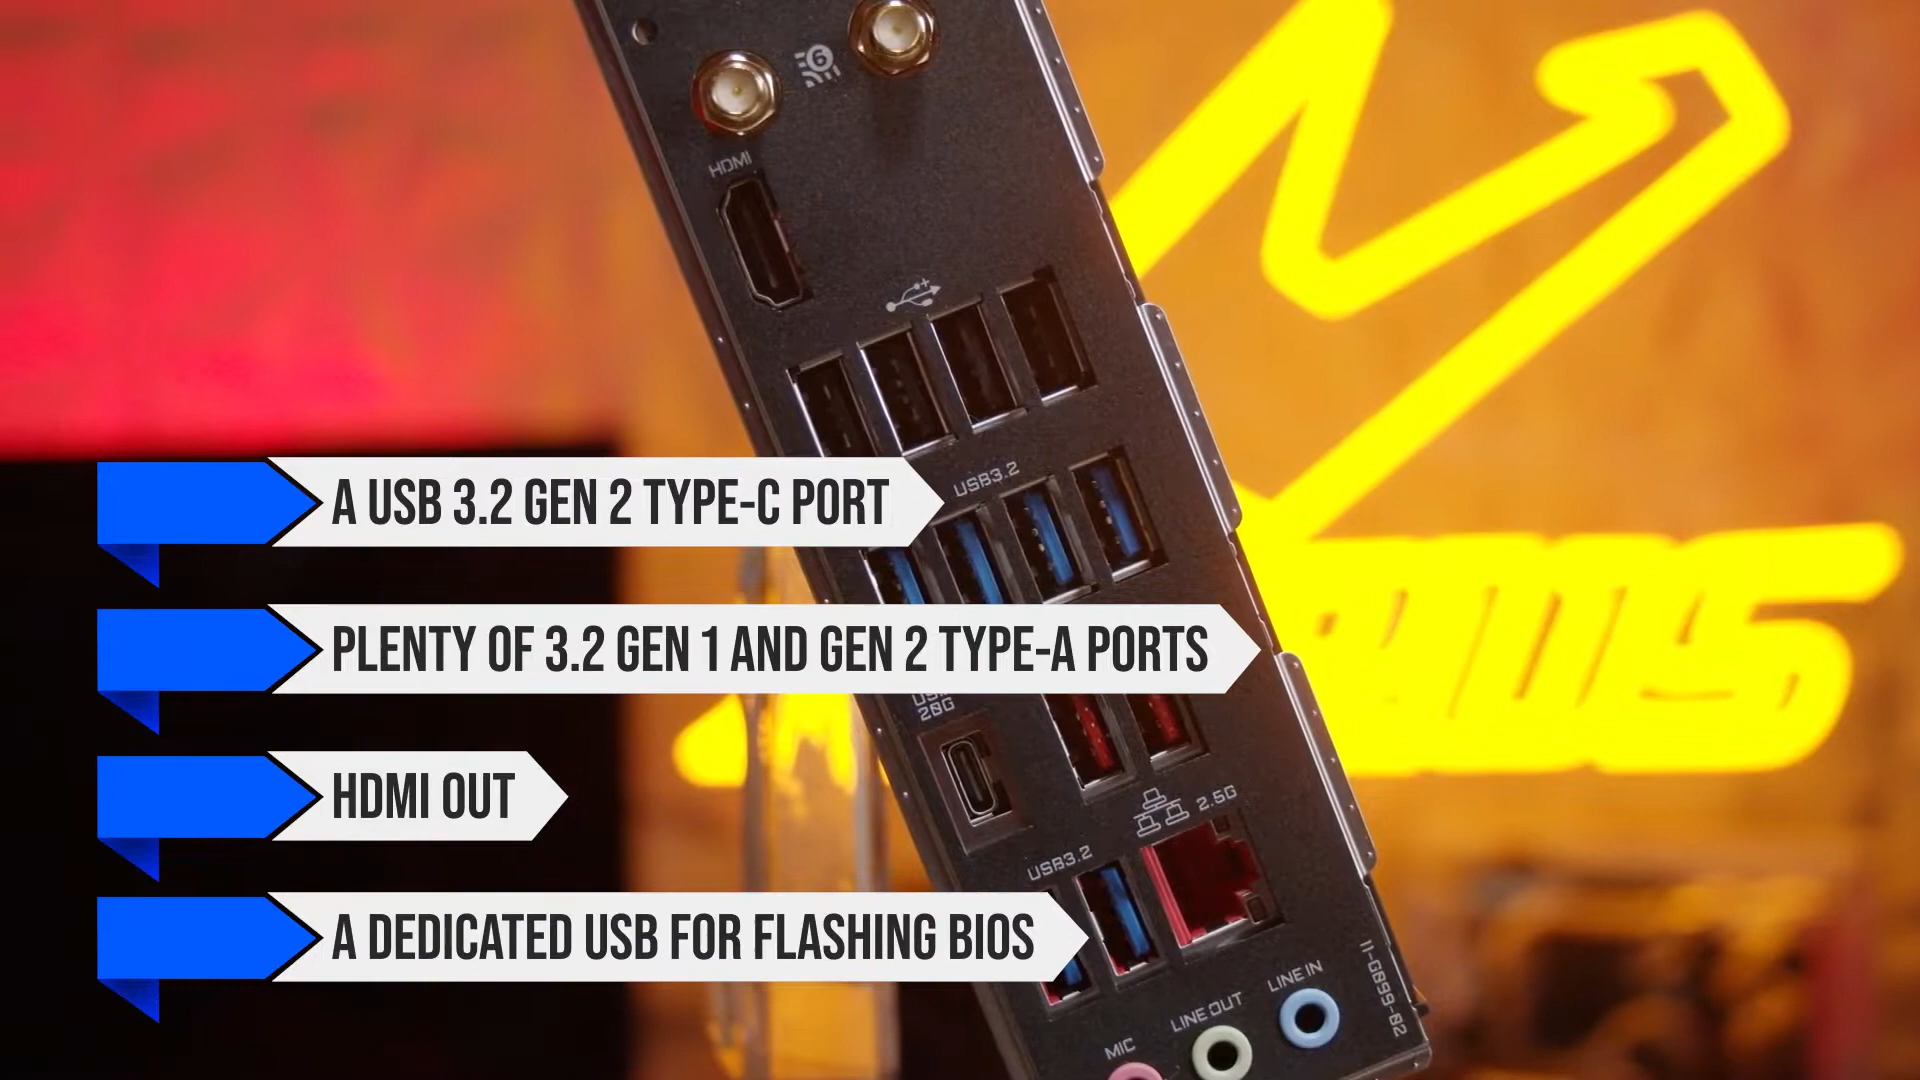 6
HDMI
USB3.2
A USB 3.2 GEN 2 TYPE-C PORT
PLENTY OF 3.2 GEN 1 AND GEN 2 TYPE-A PORTS
20G
HDMI OUT
2.5G
USB3.2
A DEDICATED USB FOR FLASHING BIOS
LINE IN
LINE OUT
MIC